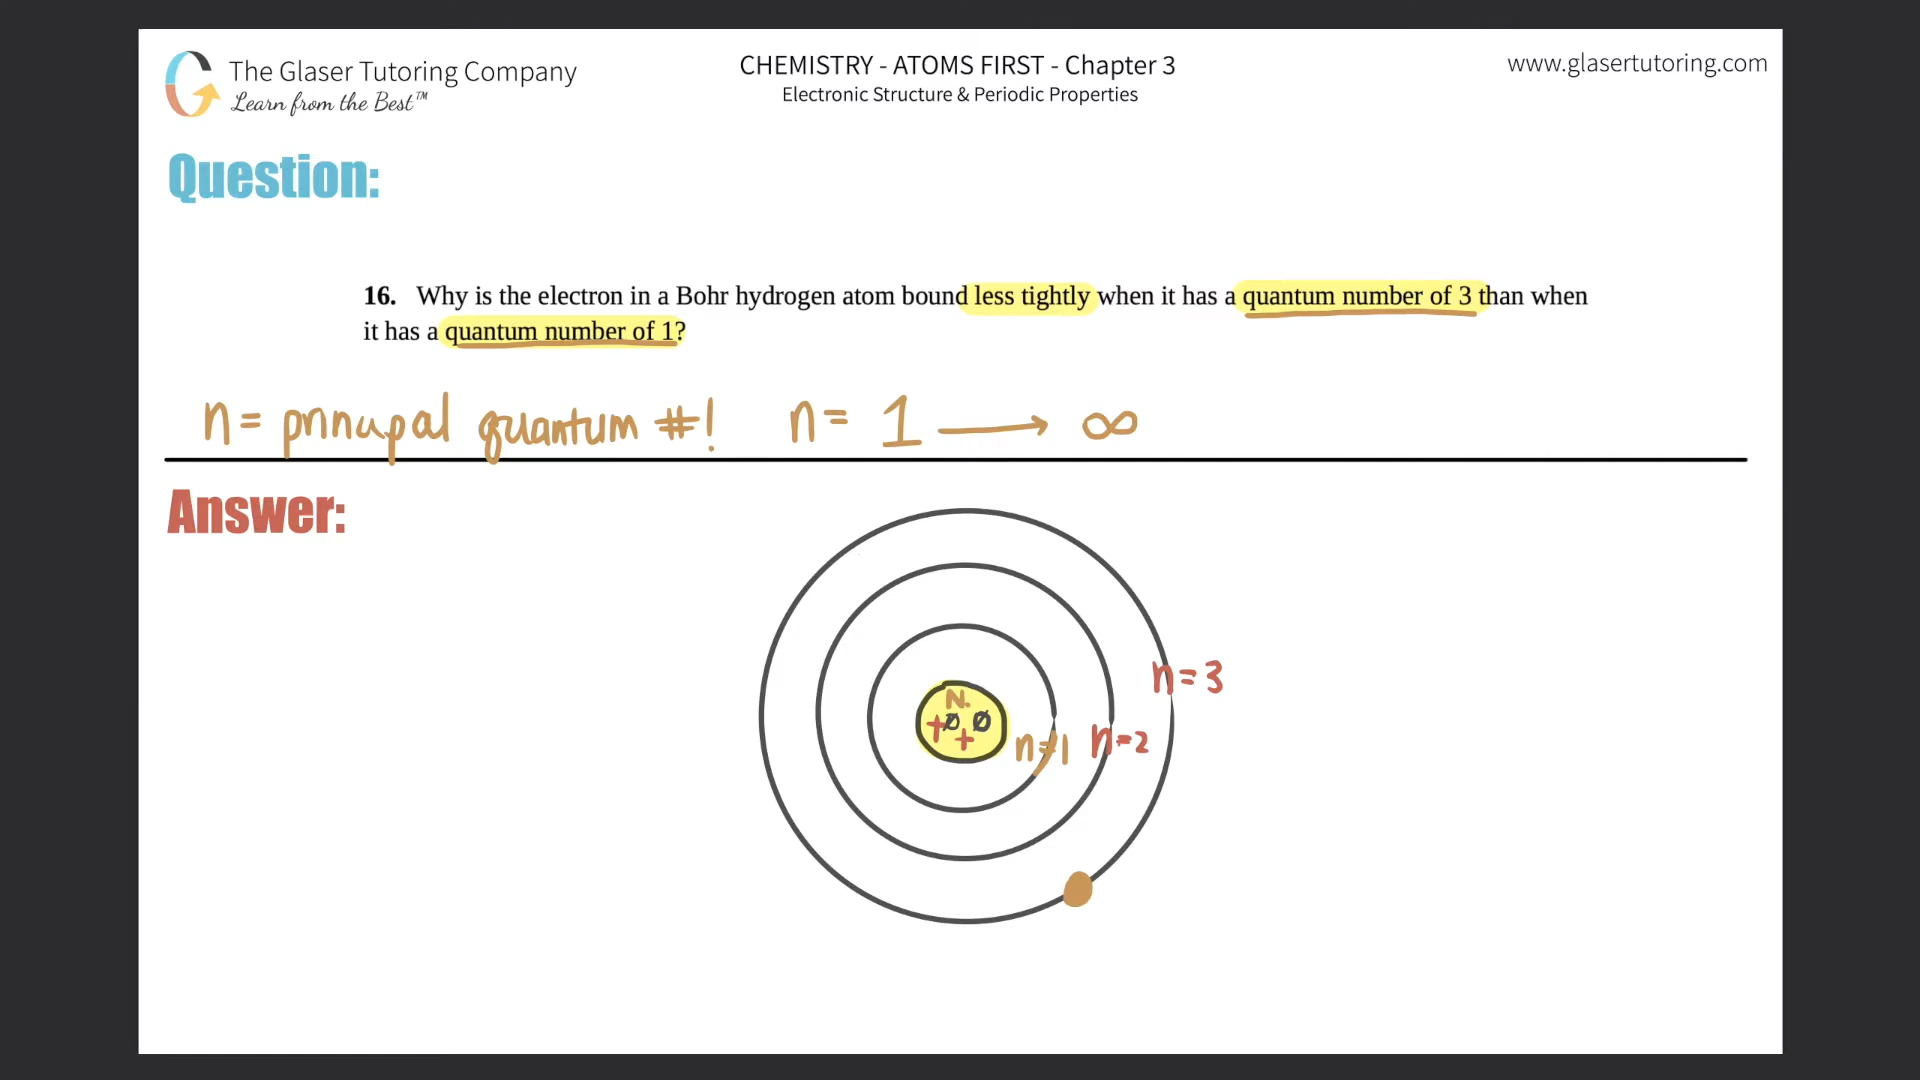 The Glaser Tutoring Company
Learn from the Best™
CHEMISTRY - ATOMS FIRST - Chapter 3
Electronic Structure & Periodic Properties
www.glasertutoring.com
Question:
16. Why is the electron in a Bohr hydrogen atom bound less tightly when it has a quantum number of 3 than when
it has a quantum number of 1?
n = principal quantum #! n = 1 → ∞
Answer:
n=3
N.
+ 0 0
+
n=1 n=2